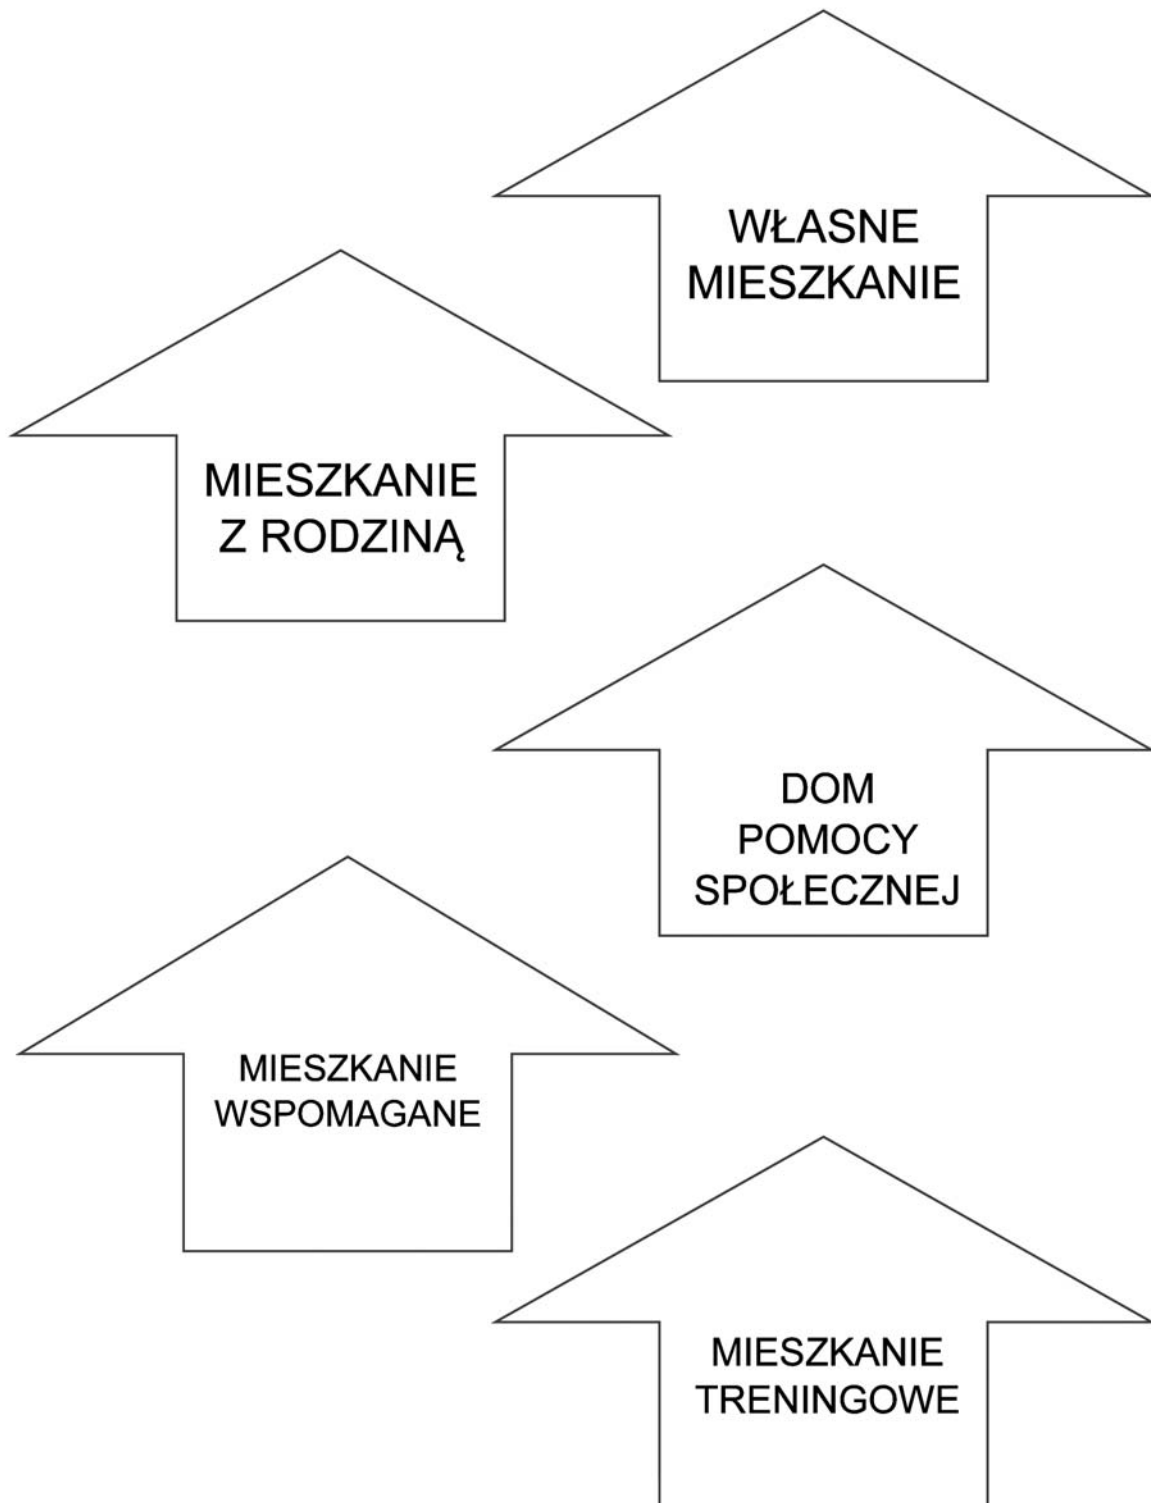 WŁASNE
MIESZKANIE
MIESZKANIE
Z RODZINĄ
DOM
POMOCY
SPOŁECZNEJ
MIESZKANIE
WSPOMAGANE
MIESZKANIE
TRENINGOWE